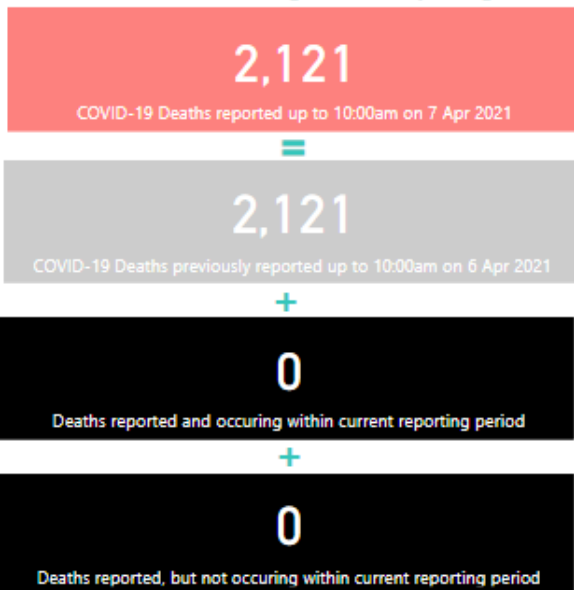 2,121
COVID-19 Deaths reported up to 10:00am on 7 Apr 2021
=
2,121
COVID-19 Deaths previously reported up to 10:00am on 6 Apr 2021
+
0
Deaths reported and occuring within current reporting period
+
0
Deaths reported, but not occuring within current reporting period